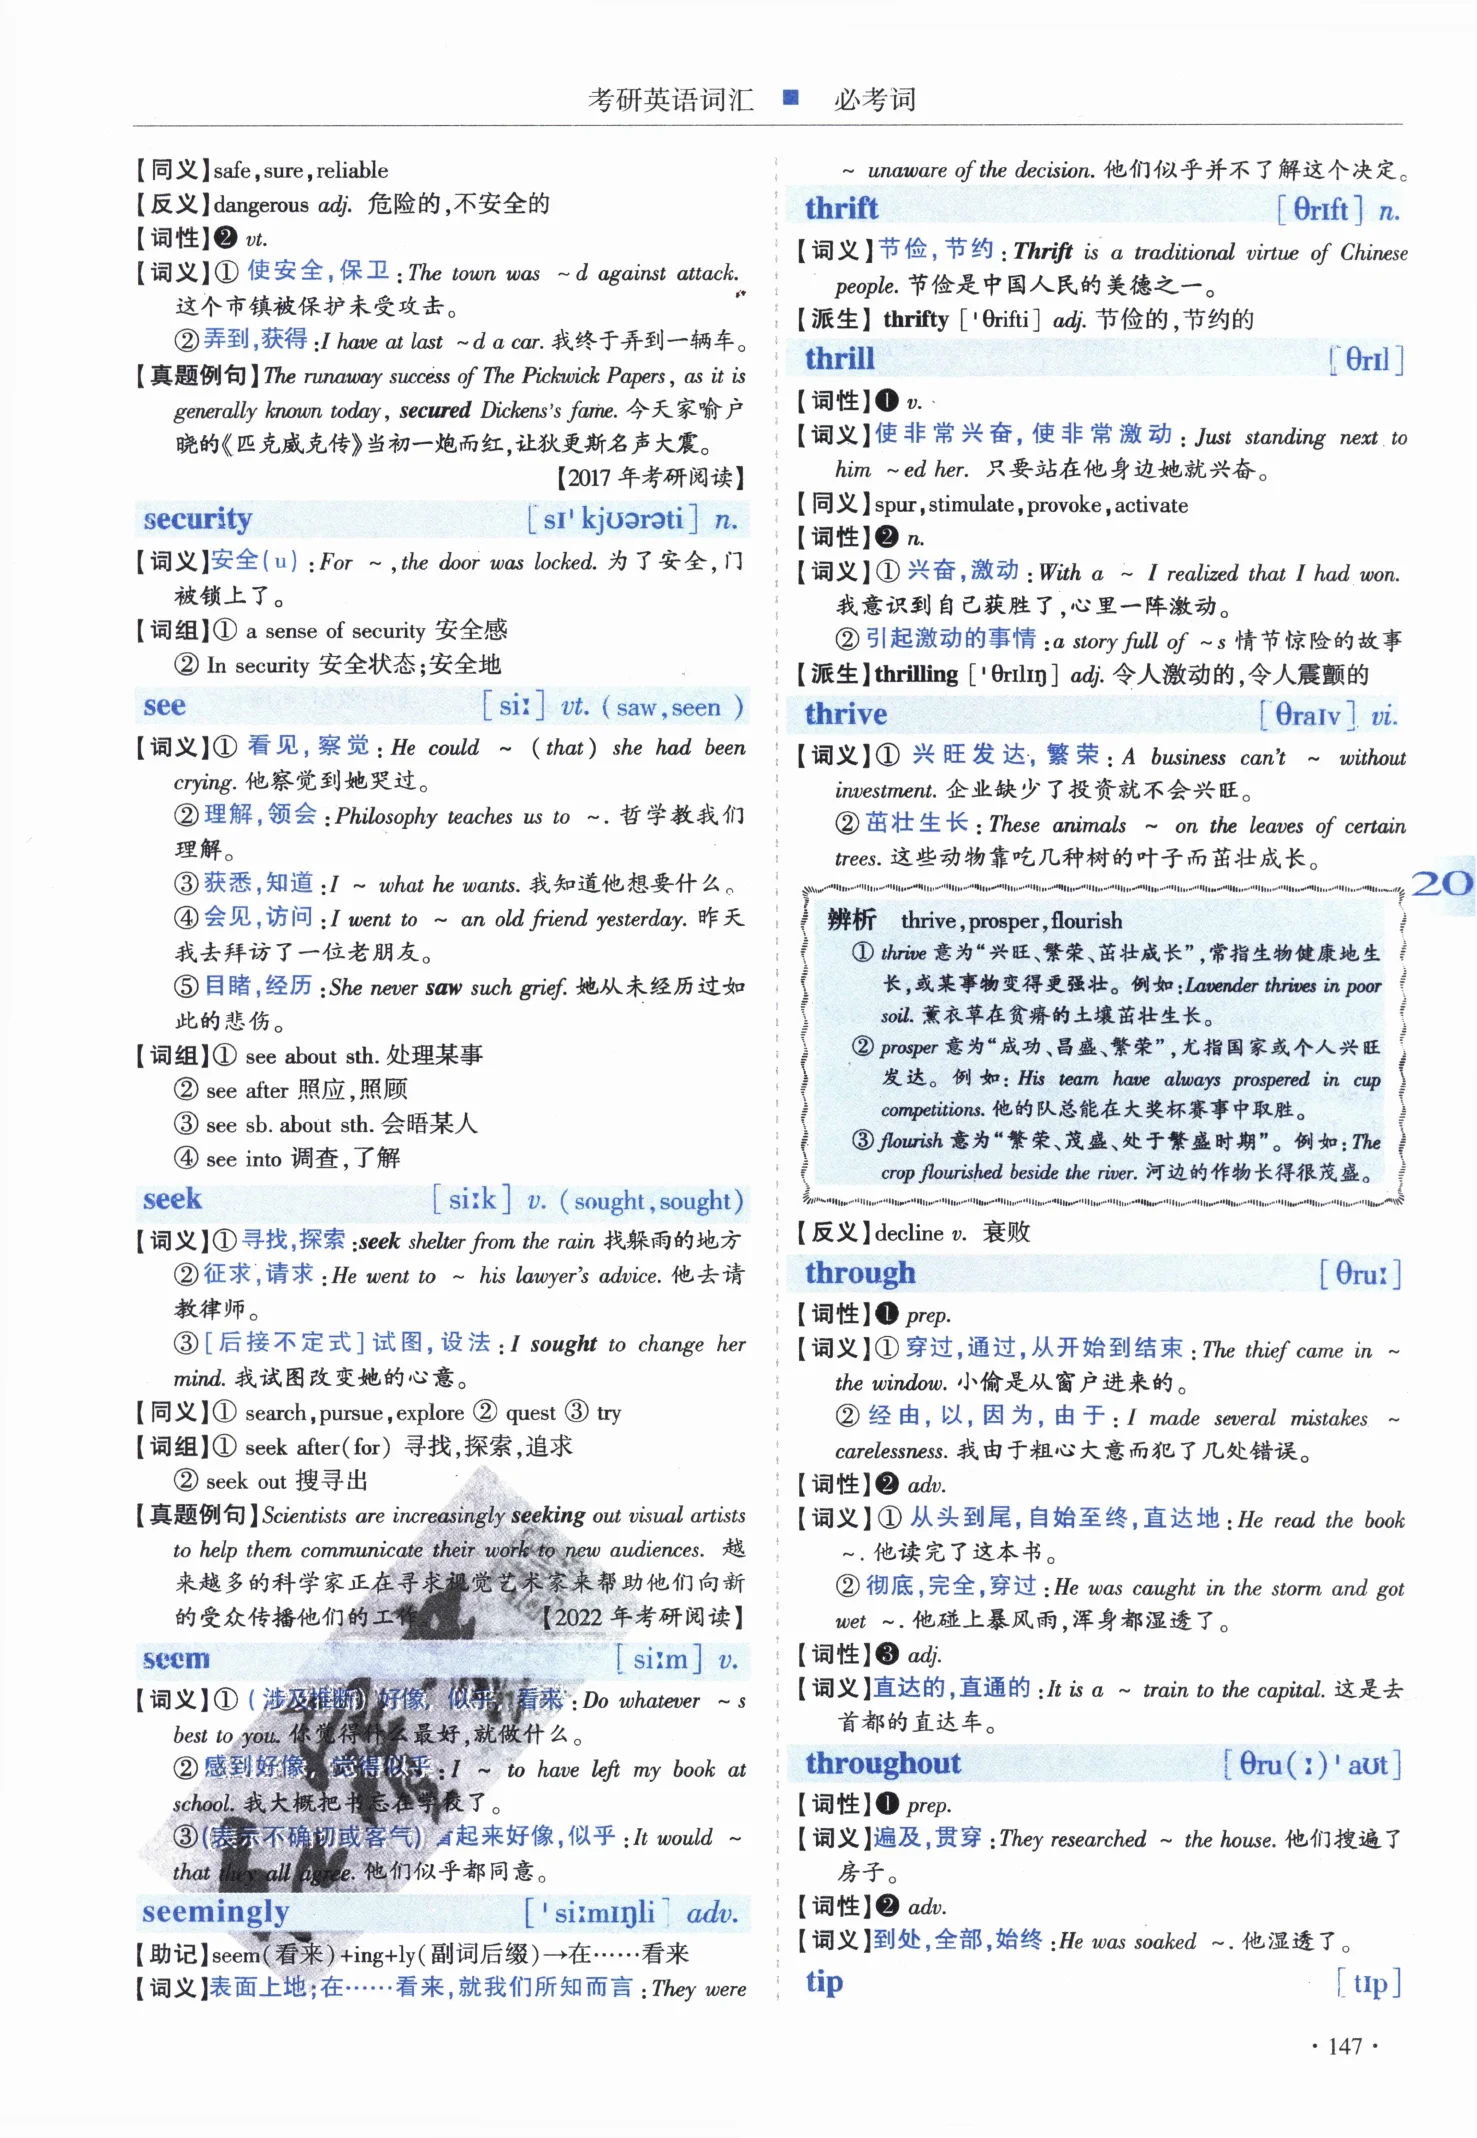 考研英语词汇 ■ 必考词
【同义】safe,sure,reliable
【反义】dangerous adj. 危险的,不安全的
【词性】❷ vt.
【词义】① 使安全,保卫:The town was ~d against attack.
这个市镇被保护未受攻击。
②弄到,获得:I have at last ~d a car. 我终于弄到一辆车。
【真题例句】The runaway success of The Pickwick Papers, as it is
generally known today, secured Dickens's fame. 今天家喻户
晓的《匹克威克传》当初一炮而红,让狄更斯名声大震。
【2017 年考研阅读】
security [sɪ'kjʊərəti] n.
【词义】安全(u):For ~,the door was locked. 为了安全,门
被锁上了。
【词组】① a sense of security 安全感
② In security 安全状态;安全地
see [siː] vt. (saw,seen )
【词义】① 看见,察觉:He could ~ (that) she had been
crying. 他察觉到她哭过。
②理解,领会:Philosophy teaches us to ~. 哲学教我们
理解。
③获悉,知道:I ~ what he wants. 我知道他想要什么。
④会见,访问:I went to ~ an old friend yesterday. 昨天
我去拜访了一位老朋友。
⑤目睹,经历:She never saw such grief. 她从未经历过如
此的悲伤。
【词组】① see about sth. 处理某事
② see after 照应,照顾
③ see sb. about sth. 会晤某人
④ see into 调查,了解
seek [siːk] v. (sought,sought)
【词义】①寻找,探索:seek shelter from the rain 找躲雨的地方
②征求,请求:He went to ~ his lawyer's advice. 他去请
教律师。
③[后接不定式]试图,设法:I sought to change her
mind. 我试图改变她的心意。
【同义】① search,pursue,explore ② quest ③ try
【词组】① seek after(for) 寻找,探索,追求
② seek out 搜寻出
【真题例句】Scientists are increasingly seeking out visual artists
to help them communicate their work to new audiences. 越
来越多的科学家正在寻求视觉艺术家来帮助他们向新
的受众传播他们的工作 【2022 年考研阅读】
seem [siːm] v.
【词义】① (涉及推断)好像, 似乎, 看来:Do whatever ~s
best to you. 你觉得什么最好,就做什么。
②感到好像, 觉得似乎:I ~ to have left my book at
school. 我大概把书忘在学校了。
③(表示不确切或客气)看起来好像,似乎:It would ~
that they all agree. 他们似乎都同意。
seemingly ['siːmɪŋli] adv.
【助记】seem(看来)+ing+ly(副词后缀)→在……看来
【词义】表面上地;在……看来,就我们所知而言:They were
~ unaware of the decision. 他们似乎并不了解这个决定。
thrift [θrɪft] n.
【词义】节俭,节约:Thrift is a traditional virtue of Chinese
people. 节俭是中国人民的美德之一。
【派生】 thrifty ['θrifti] adj. 节俭的,节约的
thrill [θrɪl]
【词性】❶ v.
【词义】使非常兴奋,使非常激动:Just standing next to
him ~ed her. 只要站在他身边她就兴奋。
【同义】spur,stimulate,provoke,activate
【词性】❷ n.
【词义】① 兴奋,激动:With a ~ I realized that I had won.
我意识到自己获胜了,心里一阵激动。
②引起激动的事情:a story full of ~s 情节惊险的故事
【派生】thrilling ['θrɪlɪŋ] adj. 令人激动的,令人震颤的
thrive [θraɪv] vi.
【词义】① 兴旺发达,繁荣:A business can't ~ without
investment. 企业缺少了投资就不会兴旺。
②茁壮生长:These animals ~ on the leaves of certain
trees. 这些动物靠吃几种树的叶子而茁壮成长。
20
辨析 thrive,prosper,flourish
① thrive 意为“兴旺、繁荣、茁壮成长”,常指生物健康地生
长,或某事物变得更强壮。例如:Lavender thrives in poor
soil. 薰衣草在贫瘠的土壤茁壮生长。
② prosper 意为“成功、昌盛、繁荣”,尤指国家或个人兴旺
发达。例如:His team have always prospered in cup
competitions. 他的队总能在大奖杯赛事中取胜。
③flourish 意为“繁荣、茂盛、处于繁盛时期”。例如:The
crop flourished beside the river. 河边的作物长得很茂盛。
【反义】decline v. 衰败
through [θruː]
【词性】❶ prep.
【词义】①穿过,通过,从开始到结束:The thief came in ~
the window. 小偷是从窗户进来的。
②经由,以,因为,由于:I made several mistakes ~
carelessness. 我由于粗心大意而犯了几处错误。
【词性】❷ adv.
【词义】①从头到尾,自始至终,直达地:He read the book
~. 他读完了这本书。
②彻底,完全,穿过:He was caught in the storm and got
wet ~. 他碰上暴风雨,浑身都湿透了。
【词性】❸ adj.
【词义】直达的,直通的:It is a ~ train to the capital. 这是去
首都的直达车。
throughout [θru(ː)'aʊt]
【词性】❶ prep.
【词义】遍及,贯穿:They researched ~ the house. 他们搜遍了
房子。
【词性】❷ adv.
【词义】到处,全部,始终:He was soaked ~. 他湿透了。
tip [tɪp]
· 147 ·